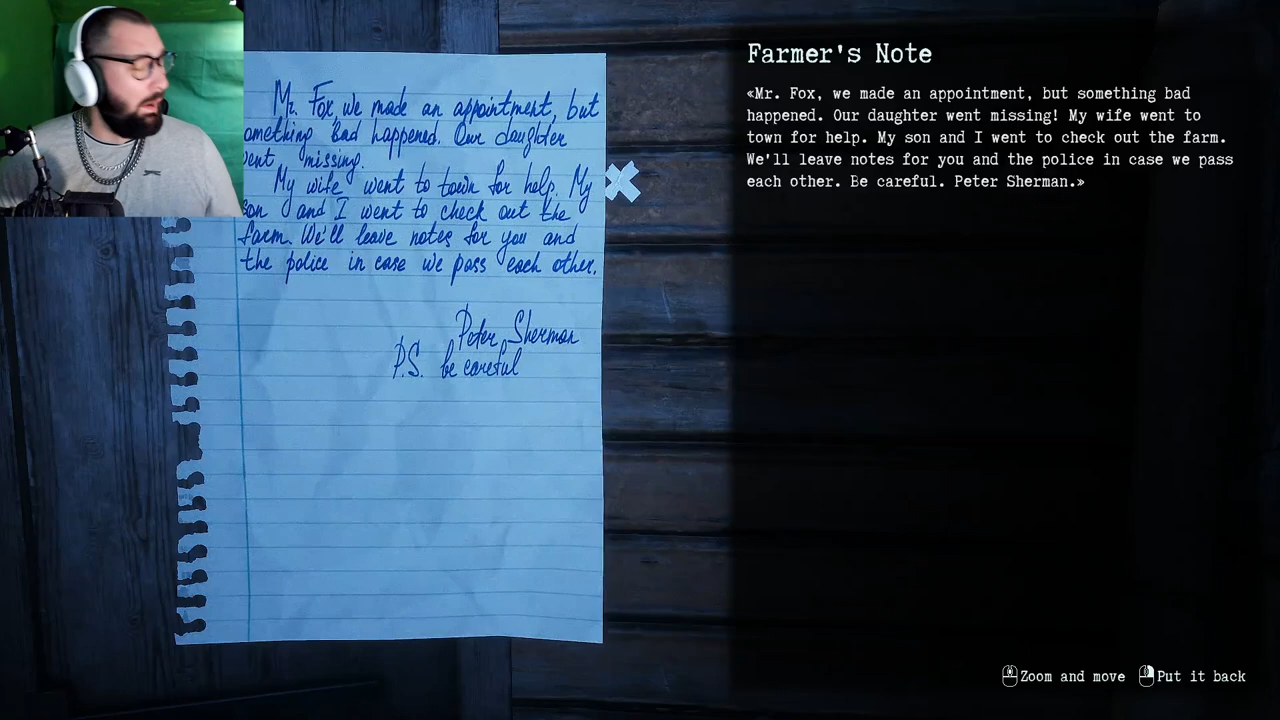 Mr. Fox, we made an appointment, but
omething bad happened. Our daughter
ent missing.
My wife went to town for help. My
son and I went to check out the
farm. We'll leave notes for you and
the police in case we pass each other.
Peter Sherman
P.S. be careful
Farmer's Note
«Mr. Fox, we made an appointment, but something bad
happened. Our daughter went missing! My wife went to
town for help. My son and I went to check out the farm.
We'll leave notes for you and the police in case we pass
each other. Be careful. Peter Sherman.»
Zoom and move Put it back